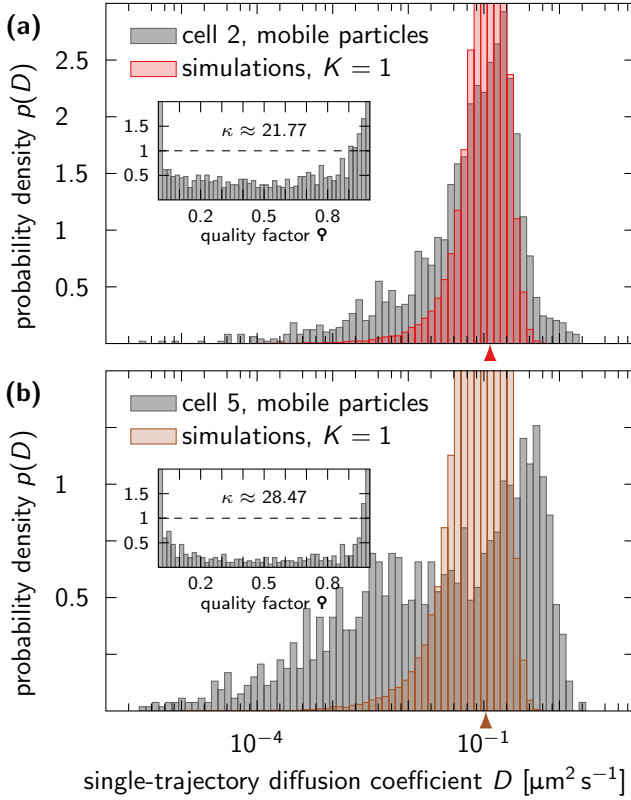 (a)
probability density p(D)
2.5
2
1.5
1
0.5
cell 2, mobile particles
simulations, K = 1
1.5
1
0.5
κ ≈ 21.77
0.2 0.5 0.8
quality factor ϙ
(b)
probability density p(D)
1
0.5
cell 5, mobile particles
simulations, K = 1
1.5
1
0.5
κ ≈ 28.47
0.2 0.5 0.8
quality factor ϙ
10⁻⁴ 10⁻¹
single-trajectory diffusion coefficient D [μm² s⁻¹]